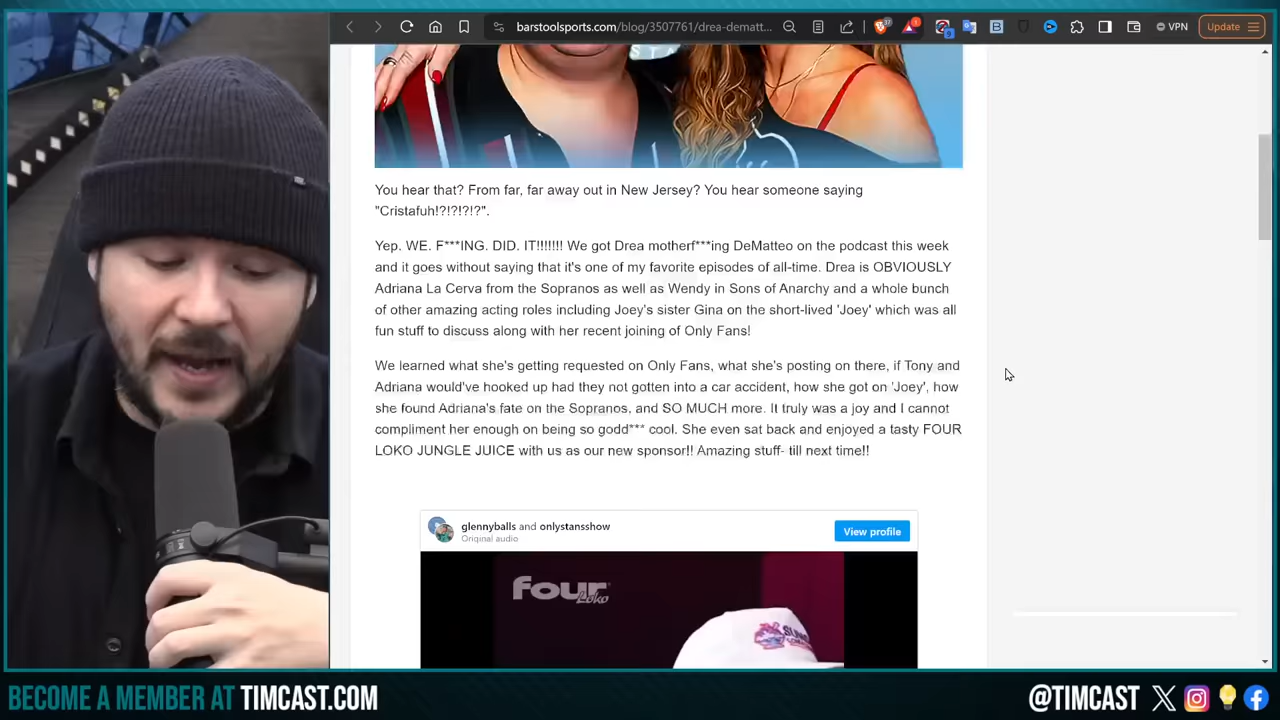 barstoolsports.com/blog/3507761/drea-dematt...
VPN
Update
STA
You hear that? From far, far away out in New Jersey? You hear someone saying
"Cristafuh!?!?!?!?".
Yep. WE. F***ING. DID. IT!!!!!!! We got Drea motherf***ing DeMatteo on the podcast this week
and it goes without saying that it's one of my favorite episodes of all-time. Drea is OBVIOUSLY
Adriana La Cerva from the Sopranos as well as Wendy in Sons of Anarchy and a whole bunch
of other amazing acting roles including Joey's sister Gina on the short-lived 'Joey' which was all
fun stuff to discuss along with her recent joining of Only Fans!
We learned what she's getting requested on Only Fans, what she's posting on there, if Tony and
Adriana would've hooked up had they not gotten into a car accident, how she got on 'Joey', how
she found Adriana's fate on the Sopranos, and SO MUCH more. It truly was a joy and I cannot
compliment her enough on being so godd*** cool. She even sat back and enjoyed a tasty FOUR
LOKO JUNGLE JUICE with us as our new sponsor!! Amazing stuff- till next time!!
glennyballs and onlystansshow
View profile
Original audio
four
Loko
BECOME A MEMBER AT TIMCAST.COM
@TIMCAST